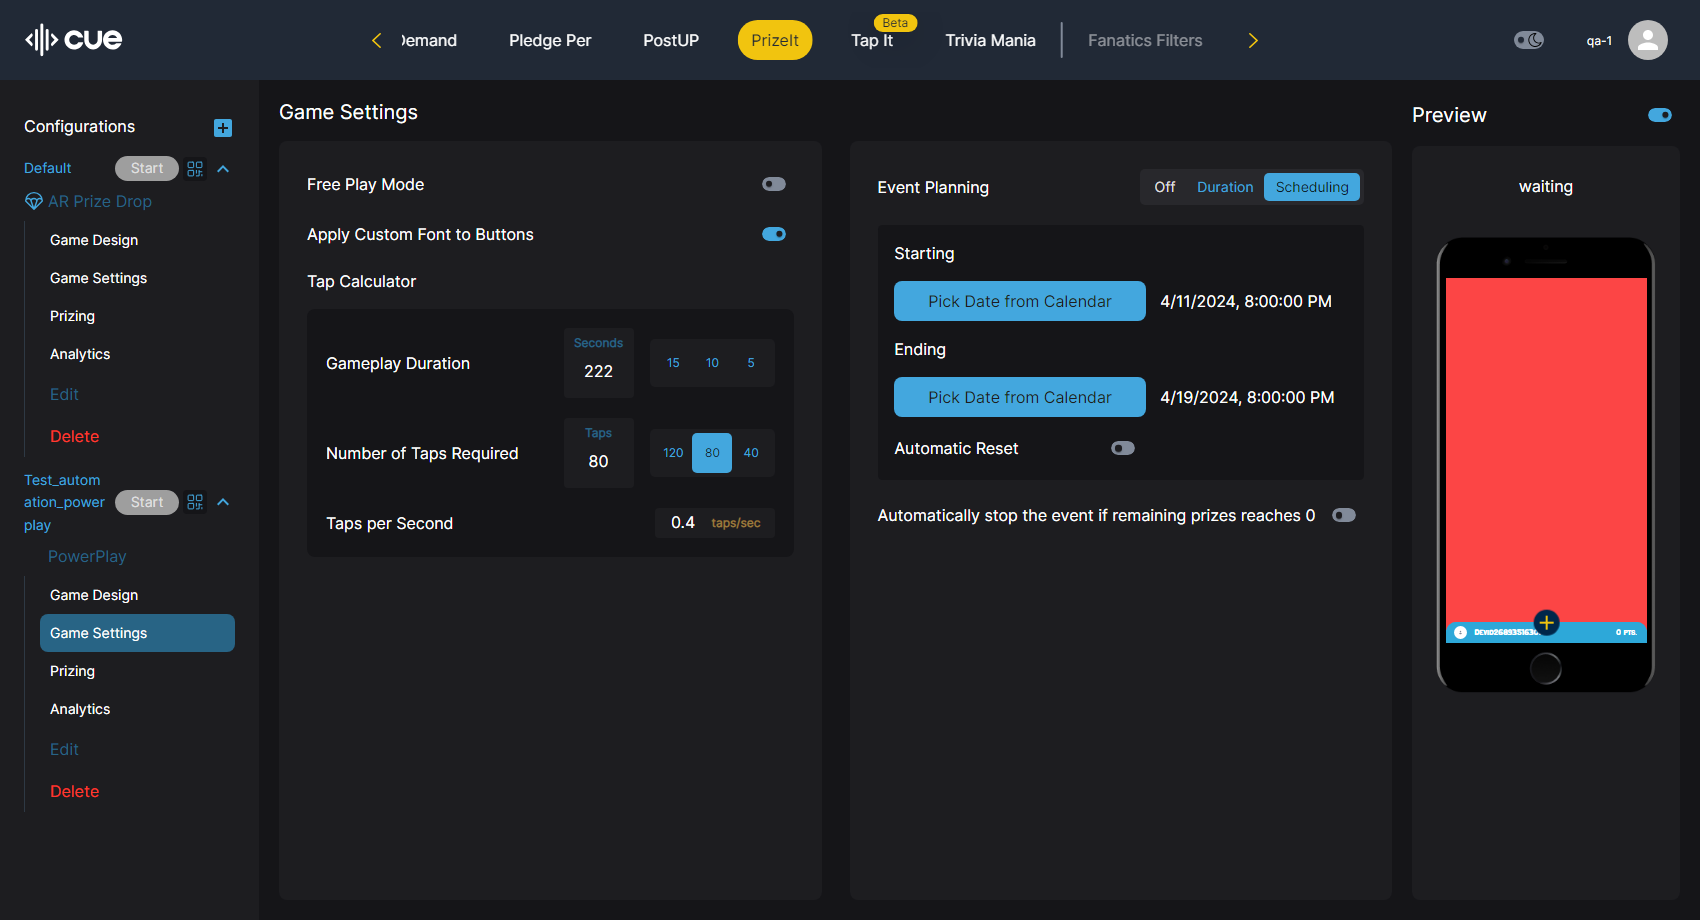 cue
Demand
Pledge Per
PostUP
PrizeIt
Beta
Tap It
Trivia Mania
Fanatics Filters
qa-1
Configurations
Default
Start
AR Prize Drop
Game Design
Game Settings
Prizing
Analytics
Edit
Delete
Test_autom
ation_power
play
Start
PowerPlay
Game Design
Game Settings
Prizing
Analytics
Edit
Delete
Game Settings
Free Play Mode
Apply Custom Font to Buttons
Tap Calculator
Gameplay Duration
Seconds
222
15 10 5
Number of Taps Required
Taps
80
120 80 40
Taps per Second
0.4 taps/sec
Event Planning
Off Duration Scheduling
Starting
Pick Date from Calendar 4/11/2024, 8:00:00 PM
Ending
Pick Date from Calendar 4/19/2024, 8:00:00 PM
Automatic Reset
Automatically stop the event if remaining prizes reaches 0
Preview
waiting
0 PTS.